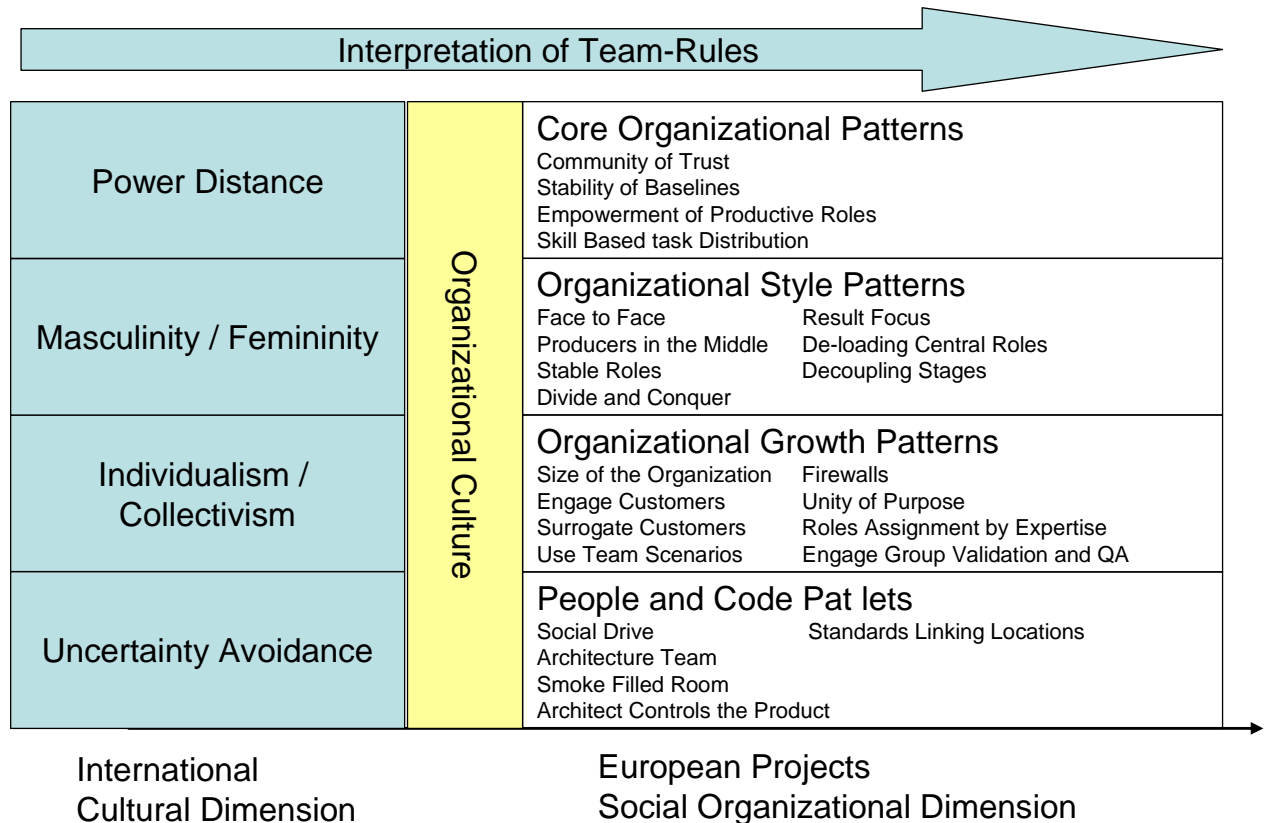 Interpretation of Team-Rules
Power Distance
Masculinity / Femininity
Individualism /
Collectivism
Uncertainty Avoidance
Organizational Culture
Core Organizational Patterns
Community of Trust
Stability of Baselines
Empowerment of Productive Roles
Skill Based task Distribution
Organizational Style Patterns
Face to Face
Producers in the Middle
Stable Roles
Divide and Conquer
Result Focus
De-loading Central Roles
Decoupling Stages
Organizational Growth Patterns
Size of the Organization
Engage Customers
Surrogate Customers
Use Team Scenarios
Firewalls
Unity of Purpose
Roles Assignment by Expertise
Engage Group Validation and QA
People and Code Pat lets
Social Drive
Architecture Team
Smoke Filled Room
Architect Controls the Product
Standards Linking Locations
International
Cultural Dimension
European Projects
Social Organizational Dimension